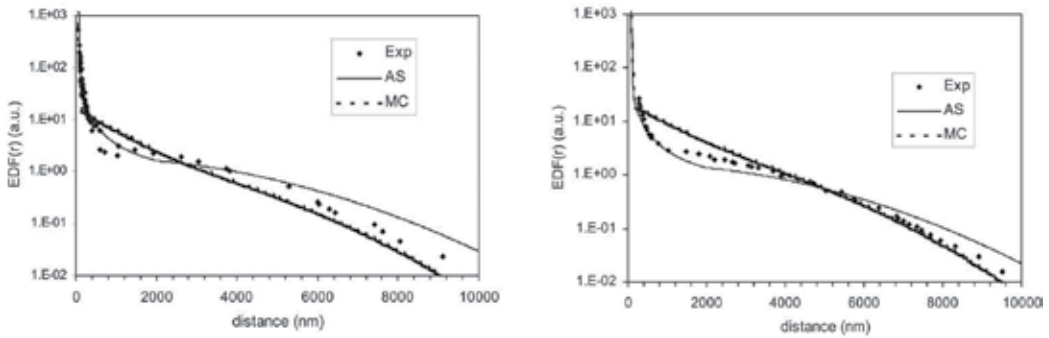 1.E+03
1.E+02
1.E+01
1.E+00
1.E-01
1.E-02
EDF(r) (a.u.)
Exp
AS
MC
0
2000
4000
6000
8000
10000
distance (nm)
1.E+03
1.E+02
1.E+01
1.E+00
1.E-01
1.E-02
EDF(r) (a.u.)
Exp
AS
MC
0
2000
4000
6000
8000
10000
distance (nm)